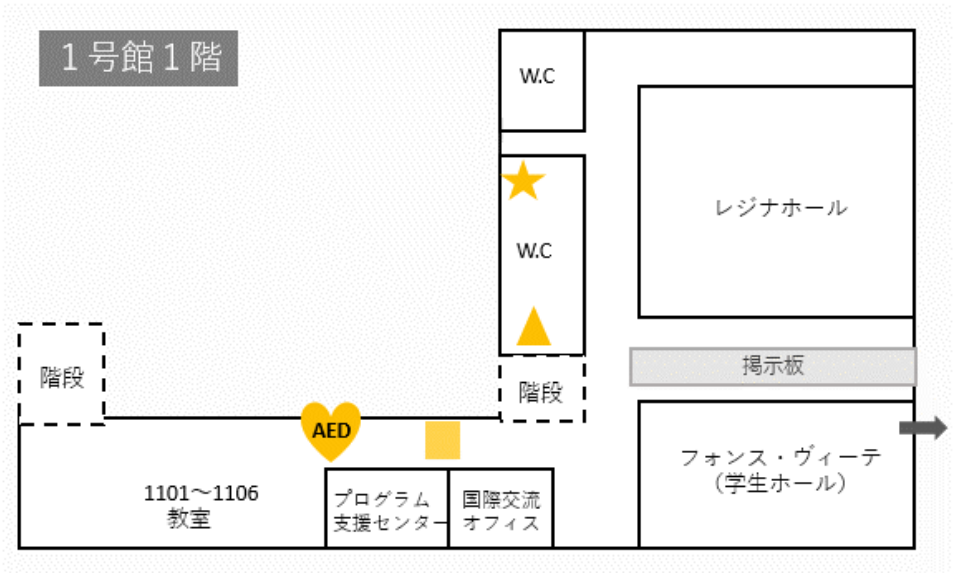 １号館１階
W.C
レジナホール
W.C
掲示板
階段
階段
AED
フォンス・ヴィーテ
（学生ホール）
1101～1106
教室
プログラム
支援センター
国際交流
オフィス